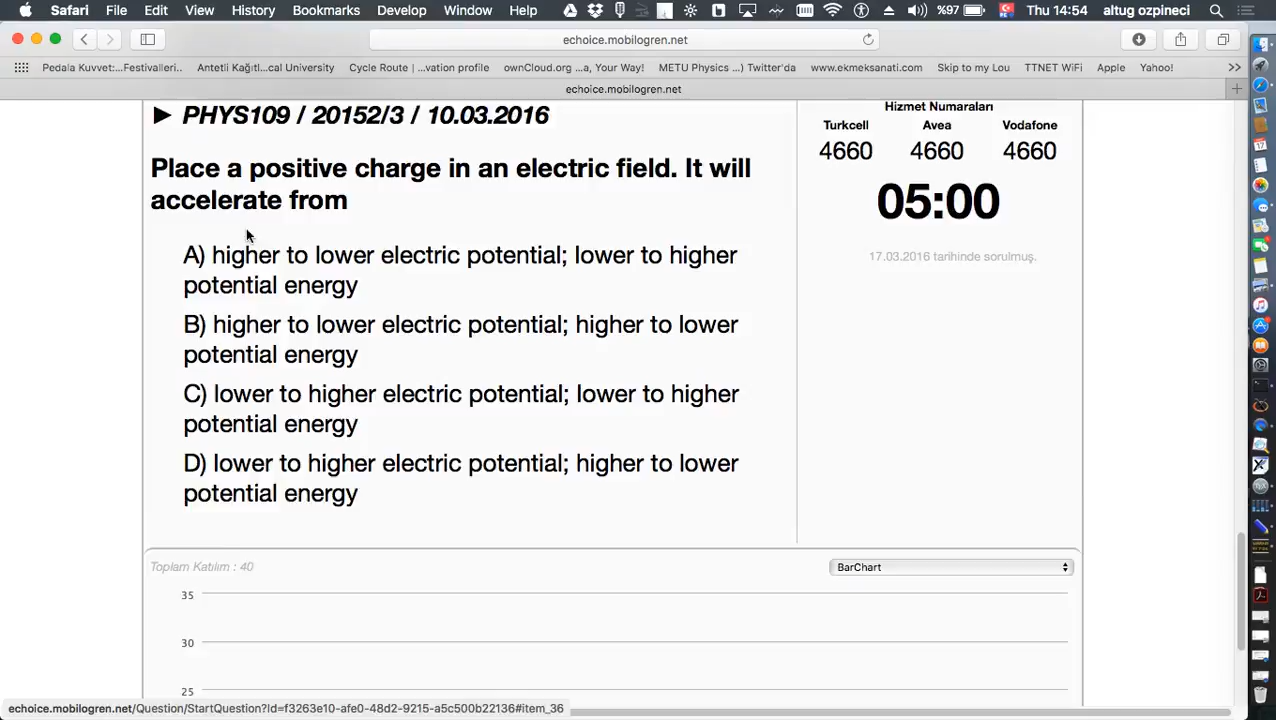 Safari File Edit View History Bookmarks Develop Window Help %97 Thu 14:54 altug ozpineci
echoice.mobilogren.net
Pedala Kuvvet:...Festivalleri.. Antetli Kağıtl...cal University Cycle Route | ...vation profile ownCloud.org ...a, Your Way! METU Physics ...) Twitter'da www.ekmeksanati.com Skip to my Lou TTNET WiFi Apple Yahoo! >>
echoice.mobilogren.net +
► PHYS109 / 20152/3 / 10.03.2016
Place a positive charge in an electric field. It will
accelerate from
A) higher to lower electric potential; lower to higher
potential energy
B) higher to lower electric potential; higher to lower
potential energy
C) lower to higher electric potential; lower to higher
potential energy
D) lower to higher electric potential; higher to lower
potential energy
Hizmet Numaraları
Turkcell Avea Vodafone
4660 4660 4660
05:00
17.03.2016 tarihinde sorulmuş.
Toplam Katılım : 40
BarChart
35
30
25
echoice.mobilogren.net/Question/StartQuestion?Id=f3263e10-afe0-48d2-9215-a5c500b22136#item_36